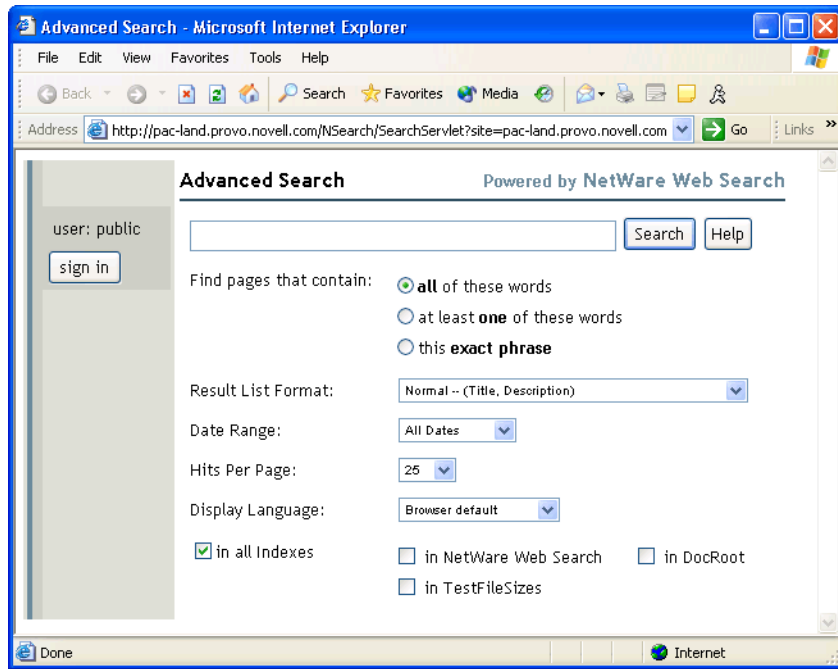 Advanced Search - Microsoft Internet Explorer
File Edit View Favorites Tools Help
Back Search Favorites Media
Address http://pac-land.provo.novell.com/NSearch/SearchServlet?site=pac-land.provo.novell.com Go Links »
Advanced Search Powered by NetWare Web Search
user: public
Search Help
sign in
Find pages that contain: all of these words
at least one of these words
this exact phrase
Result List Format: Normal -- (Title, Description)
Date Range: All Dates
Hits Per Page: 25
Display Language: Browser default
in all Indexes in NetWare Web Search in DocRoot
in TestFileSizes
Done Internet